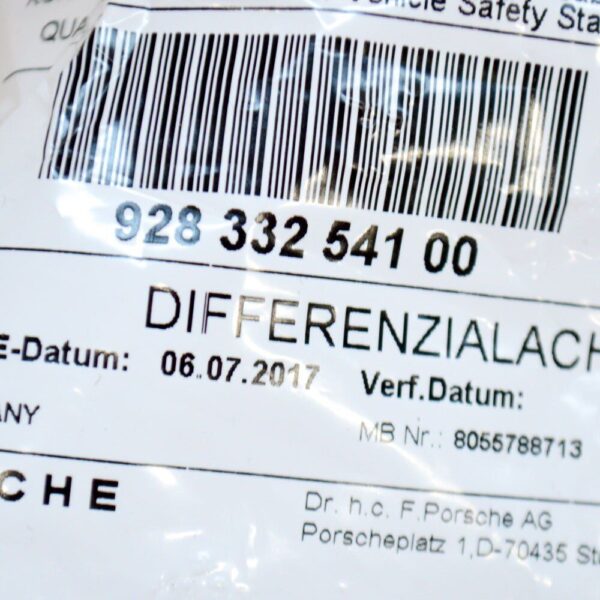 Vehicle Safety Sta
QUA
928 332 541 00
DIFFERENZIALACH
E-Datum: 06.07.2017 Verf.Datum:
ANY
MB Nr.: 8055788713
CHE
Dr. h.c. F.Porsche AG
Porscheplatz 1,D-70435 St